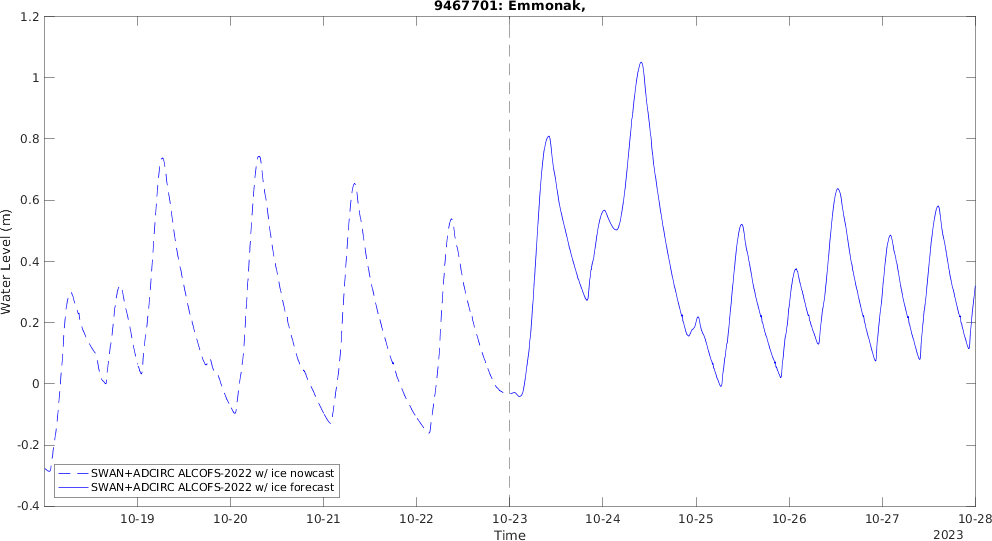 9467701: Emmonak,
1.2
1
0.8
0.6
0.4
0.2
0
-0.2
-0.4
Water Level (m)
SWAN+ADCIRC ALCOFS-2022 w/ ice nowcast
SWAN+ADCIRC ALCOFS-2022 w/ ice forecast
10-19 10-20 10-21 10-22 10-23 10-24 10-25 10-26 10-27 10-28
Time
2023